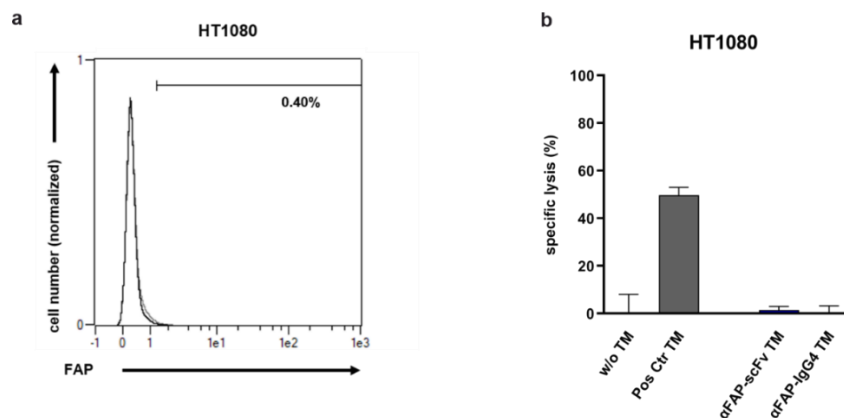 a
HT1080
cell number (normalized)
1
0
0.40%
-1 0 1 1e1 1e2 1e3
FAP
b
HT1080
specific lysis (%)
100
80
60
40
20
0
w/o TM
Pos Ctr TM
αFAP-scFv TM
αFAP-IgG4 TM